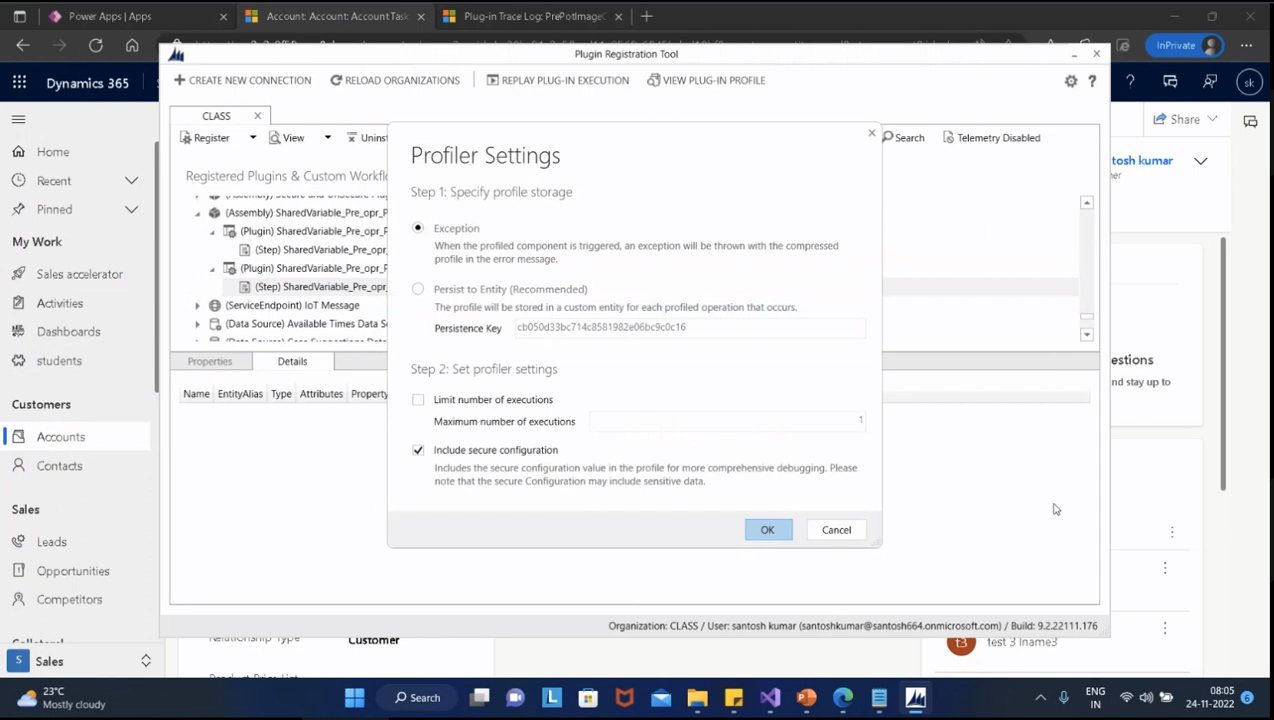 Power Apps | Apps
Account: Account: AccountTask
Plug-in Trace Log: PrePotImage
InPrivate
Plugin Registration Tool
CREATE NEW CONNECTION
RELOAD ORGANIZATIONS
REPLAY PLUG-IN EXECUTION
VIEW PLUG-IN PROFILE
Dynamics 365
sk
CLASS
Register
View
Unins
Search
Telemetry Disabled
Share
Home
Recent
Pinned
My Work
Sales accelerator
Activities
Dashboards
students
Customers
Accounts
Contacts
Sales
Leads
Opportunities
Competitors
S Sales
Registered Plugins & Custom Workfl
(Assembly) SharedVariable_Pre_opr_P
(Plugin) SharedVariable_Pre_opr_
(Step) SharedVariable_Pre_opr_
(Plugin) SharedVariable_Pre_opr_
(Step) SharedVariable_Pre_opr_
(ServiceEndpoint) IoT Message
(Data Source) Available Times Data S
Properties
Details
Name
EntityAlias
Type
Attributes
Property
Profiler Settings
Step 1: Specify profile storage
Exception
When the profiled component is triggered, an exception will be thrown with the compressed
profile in the error message.
Persist to Entity (Recommended)
The profile will be stored in a custom entity for each profiled operation that occurs.
Persistence Key cb050d33bc714c8581982e06bc9c0c16
Step 2: Set profiler settings
Limit number of executions
Maximum number of executions 1
Include secure configuration
Includes the secure configuration value in the profile for more comprehensive debugging. Please
note that the secure Configuration may include sensitive data.
OK
Cancel
tosh kumar
ner
estions
nd stay up to
Organization: CLASS / User: santosh kumar (santoshkumar@santosh664.onmicrosoft.com) / Build: 9.2.22111.176
Customer
t3 test 3 lname3
23°C
Mostly cloudy
Search
ENG
IN
08:05
24-11-2022
6